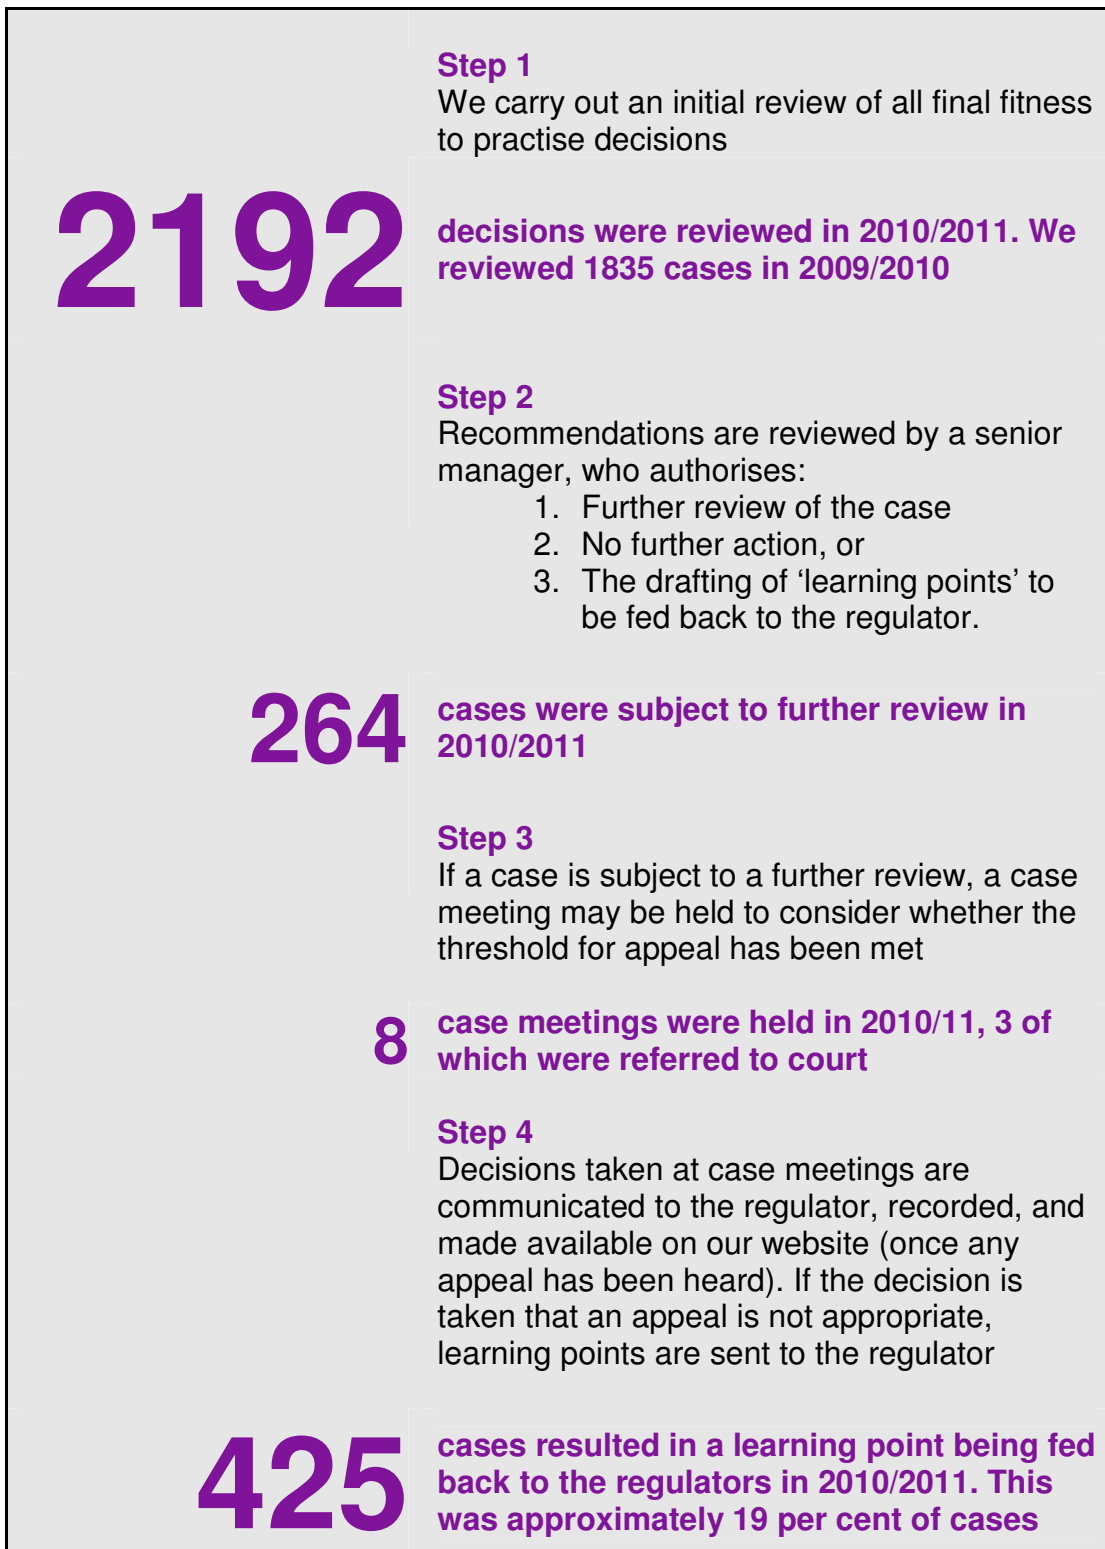 Step 1
We carry out an initial review of all final fitness
to practise decisions
2192
decisions were reviewed in 2010/2011. We
reviewed 1835 cases in 2009/2010
Step 2
Recommendations are reviewed by a senior
manager, who authorises:
1. Further review of the case
2. No further action, or
3. The drafting of ‘learning points’ to
be fed back to the regulator.
264
cases were subject to further review in
2010/2011
Step 3
If a case is subject to a further review, a case
meeting may be held to consider whether the
threshold for appeal has been met
8
case meetings were held in 2010/11, 3 of
which were referred to court
Step 4
Decisions taken at case meetings are
communicated to the regulator, recorded, and
made available on our website (once any
appeal has been heard). If the decision is
taken that an appeal is not appropriate,
learning points are sent to the regulator
425
cases resulted in a learning point being fed
back to the regulators in 2010/2011. This
was approximately 19 per cent of cases